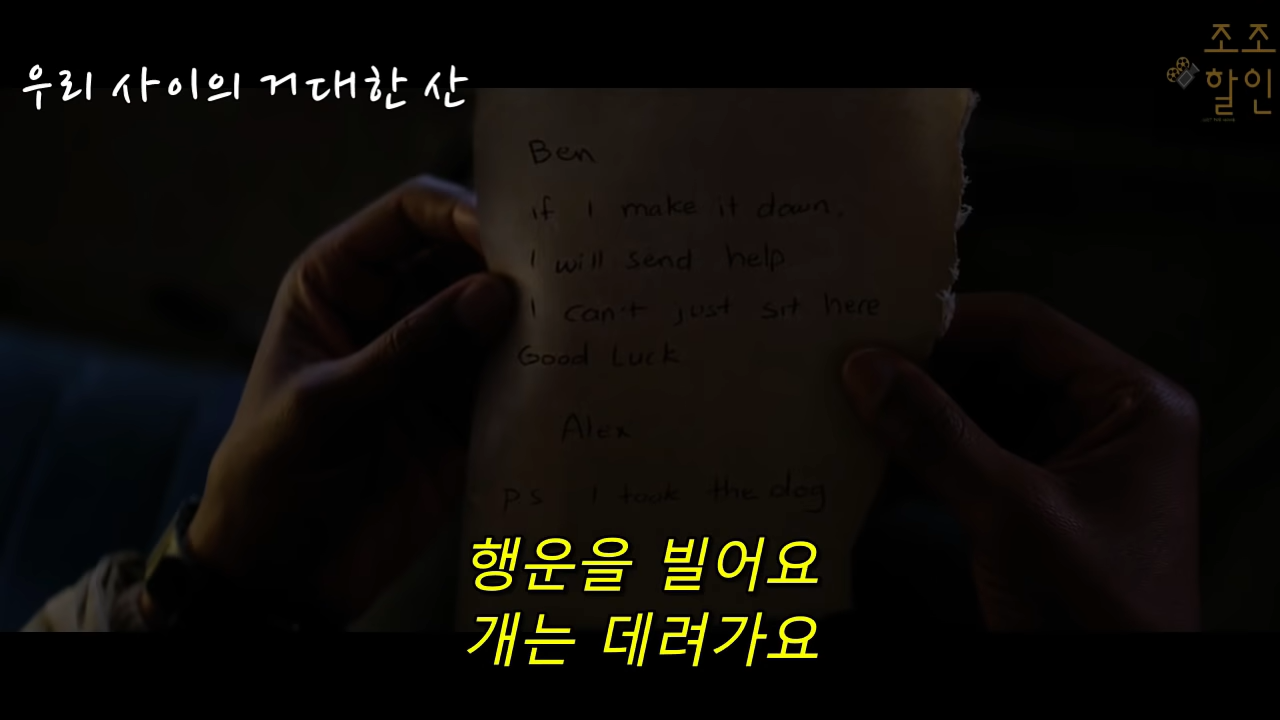 우리 사이의 거대한 산
조조
할인
Ben
if I make it down,
I will send help.
I can't just sit here
Good Luck
Alex
P.S I took the dog
행운을 빌어요
개는 데려가요